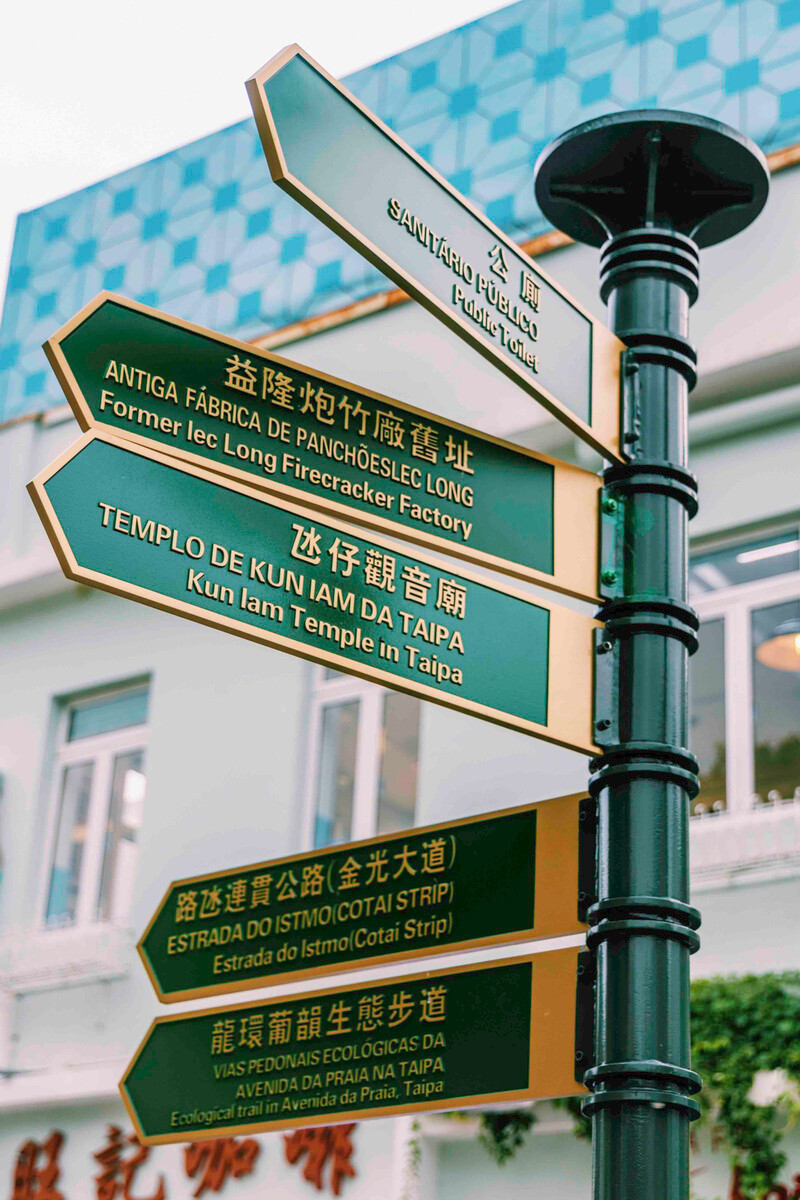 公廁
SANITÁRIO PÚBLICO
Public Toilet
益隆炮竹廠舊址
ANTIGA FÁBRICA DE PANCHÕESLEC LONG
Former Iec Long Firecracker Factory
氹仔觀音廟
TEMPLO DE KUN IAM DA TAIPA
Kun Iam Temple in Taipa
路氹連貫公路(金光大道)
ESTRADA DO ISTMO(COTAI STRIP)
Estrada do Istmo(Cotai Strip)
龍環葡韻生態步道
VIAS PEDONAIS ECOLÓGICAS DA
AVENIDA DA PRAIA NA TAIPA
Ecological trail in Avenida da Praia, Taipa
旺記咖啡